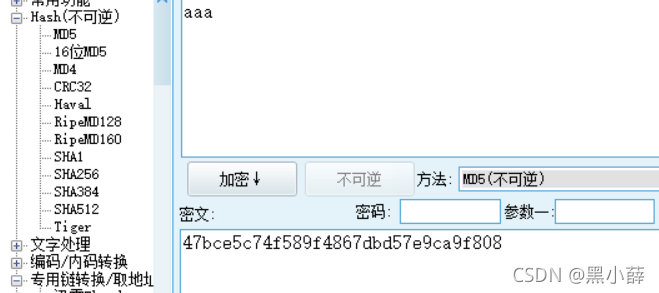 常用功能
Hash(不可逆)
MD5
16位MD5
MD4
CRC32
Haval
RipeMD128
RipeMD160
SHA1
SHA256
SHA384
SHA512
Tiger
文字处理
编码/内码转换
专用链转换/取地址
aaa
加密↓ 不可逆 方法: MD5(不可逆)
密文: 密码: 参数一:
47bce5c74f589f4867dbd57e9ca9f808
CSDN @黑小薛